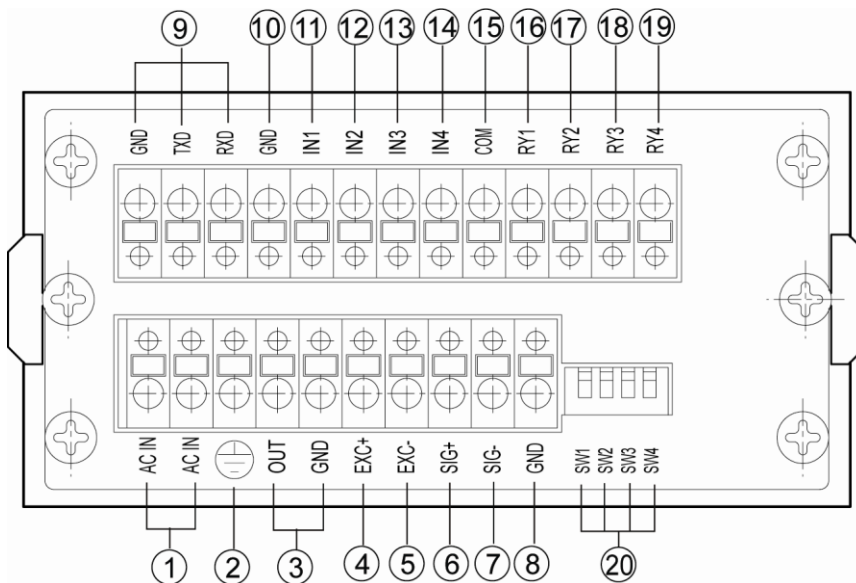 9 10 11 12 13 14 15 16 17 18 19
GND TXD RXD GND IN1 IN2 IN3 IN4 COM RY1 RY2 RY3 RY4
AC IN AC IN OUT GND EXC+ EXC- SIG+ SIG- GND SW1 SW2 SW3 SW4
1 2 3 4 5 6 7 8 20